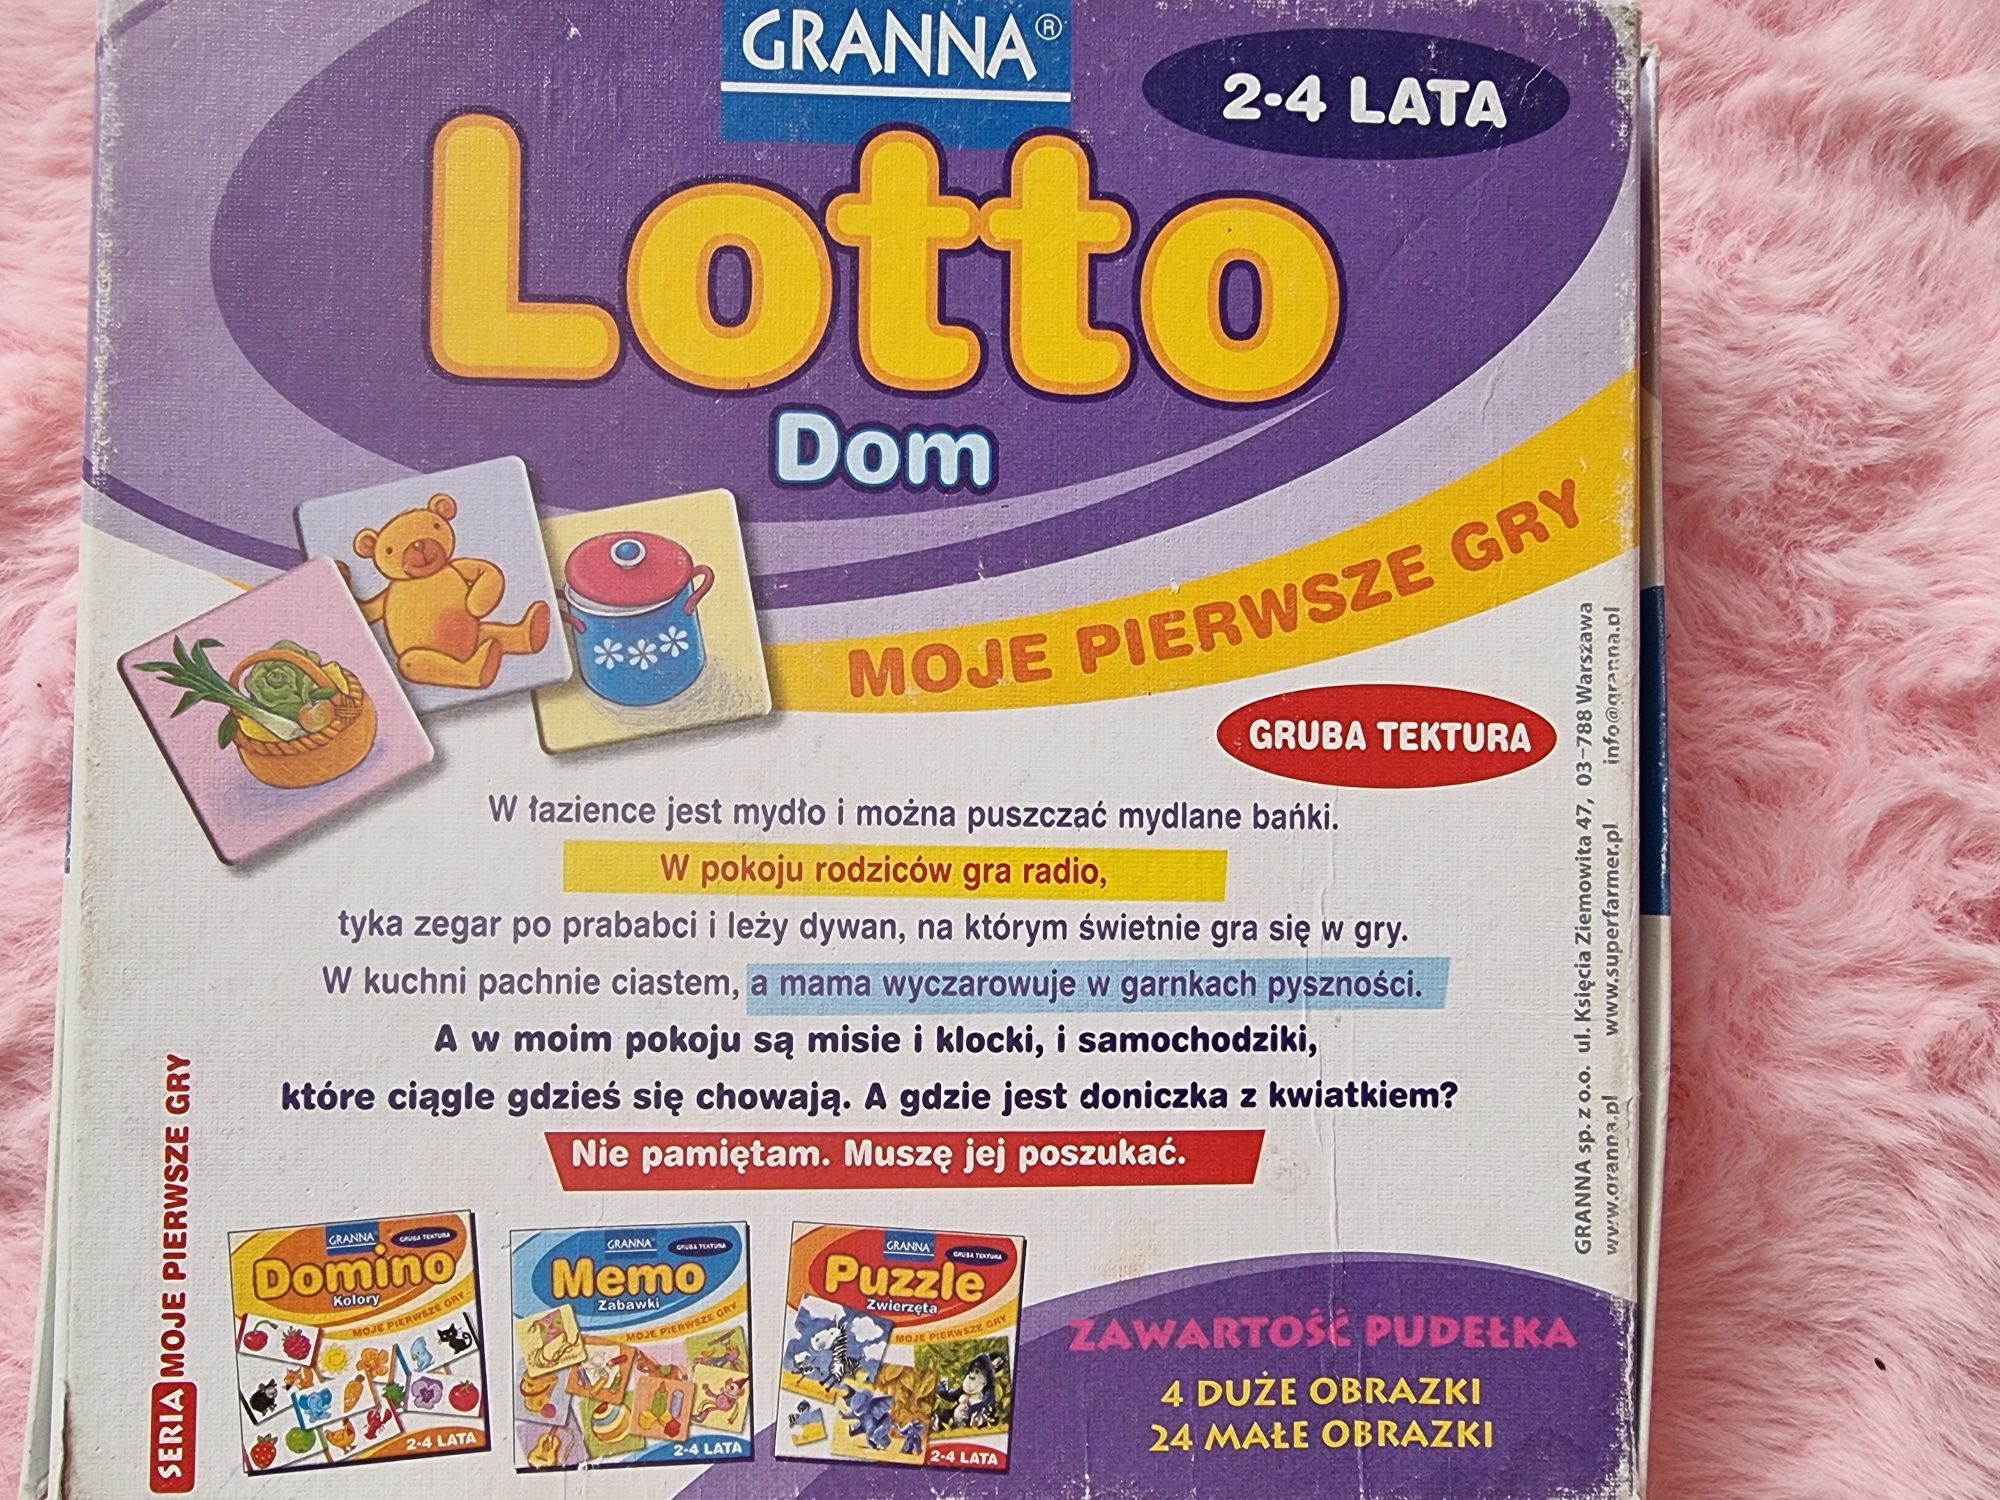 GRANNA®
2-4 LATA
Lotto
Dom
MOJE PIERWSZE GRY
GRUBA TEKTURA
W łazience jest mydło i można puszczać mydlane bańki.
W pokoju rodziców gra radio,
tyka zegar po prababci i leży dywan, na którym świetnie gra się w gry.
W kuchni pachnie ciastem, a mama wyczarowuje w garnkach pyszności.
A w moim pokoju są misie i klocki, i samochodziki,
które ciągle gdzieś się chowają. A gdzie jest doniczka z kwiatkiem?
Nie pamiętam. Muszę jej poszukać.
SERIA MOJE PIERWSZE GRY
GRANNA
GRUBA TEKTURA
Domino
Kolory
MOJE PIERWSZE GRY
2-4 LATA
GRANNA
GRUBA TEKTURA
Memo
Zabawki
MOJE PIERWSZE GRY
2-4 LATA
GRANNA
GRUBA TEKTURA
Puzzle
Zwierzęta
MOJE PIERWSZE GRY
2-4 LATA
ZAWARTOŚĆ PUDEŁKA
4 DUŻE OBRAZKI
24 MAŁE OBRAZKI
GRANNA sp. z o.o. ul. Księcia Ziemowita 47, 03-788 Warszawa
www.granna.pl www.superfarmer.pl info@granna.pl